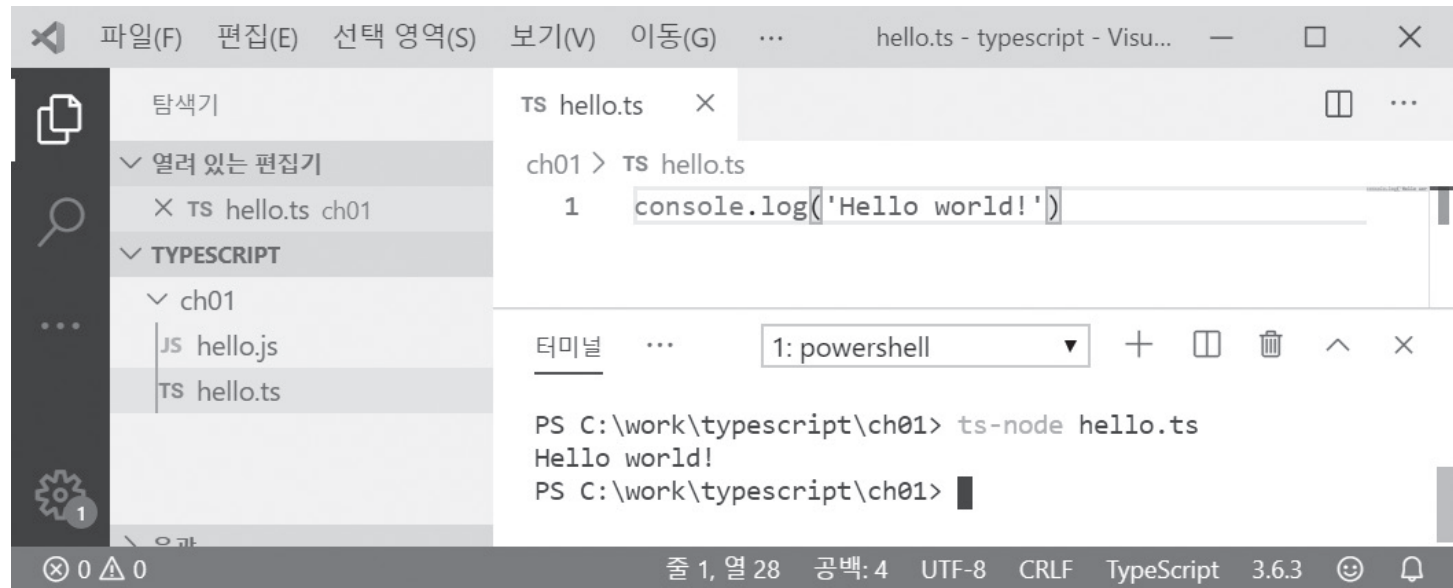 파일(F) 편집(E) 선택 영역(S) 보기(V) 이동(G) ... hello.ts - typescript - Visu...
탐색기
열려 있는 편집기
TS hello.ts ch01
TYPESCRIPT
ch01
JS hello.js
TS hello.ts
TS hello.ts
ch01 > TS hello.ts
1 console.log('Hello world!')
터미널 ... 1: powershell
PS C:\work\typescript\ch01> ts-node hello.ts
Hello world!
PS C:\work\typescript\ch01>
1
0 0 줄 1, 열 28 공백: 4 UTF-8 CRLF TypeScript 3.6.3